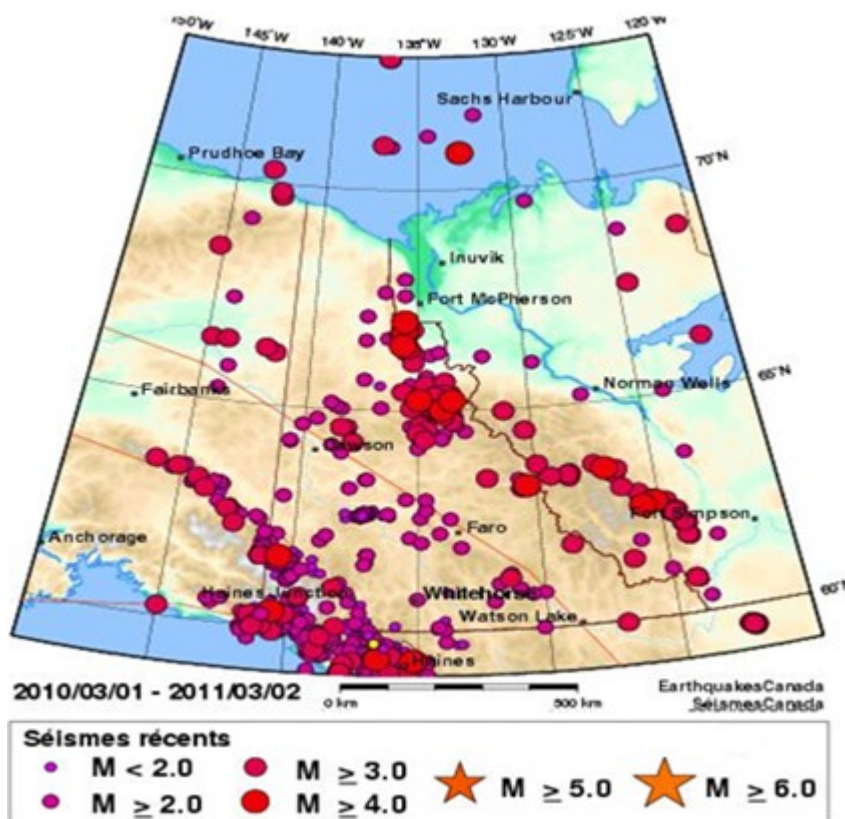 150°W 145°W 140°W 135°W 130°W 125°W 120°W
Sachs Harbour
Prudhoe Bay
70°N
Inuvik
Fort McPherson
65°N
Fairbanks
Norman Wells
Dawson
Fort Simpson
Anchorage
Faro
Haines Junction
Whitehorse
60°N
Watson Lake
Haines
2010/03/01 - 2011/03/02
0 km 500 km
EarthquakesCanada
SéismesCanada
Séismes récents
M < 2.0 M ≥ 3.0 M ≥ 5.0 M ≥ 6.0
M ≥ 2.0 M ≥ 4.0